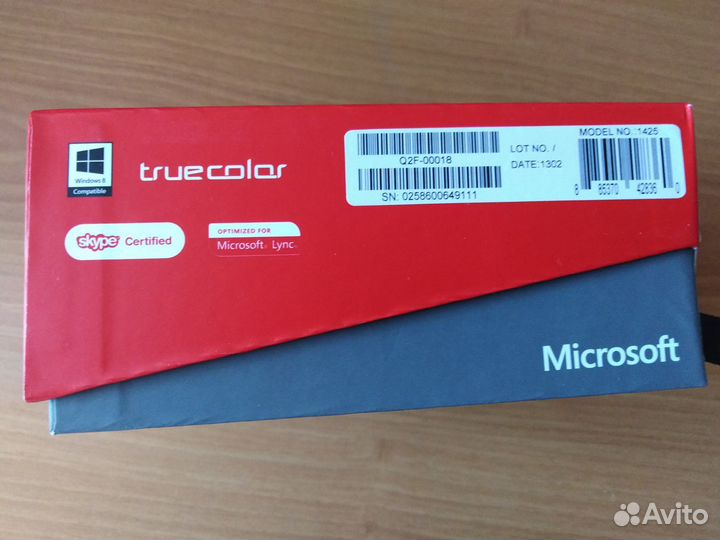 Windows 8
Compatible
truecolor
skype Certified
OPTIMIZED FOR
Microsoft Lync
Q2F-00018
SN: 0258600649111
LOT NO. /
DATE:1302
MODEL NO.:1425
8 85370 42836 0
Microsoft
Avito